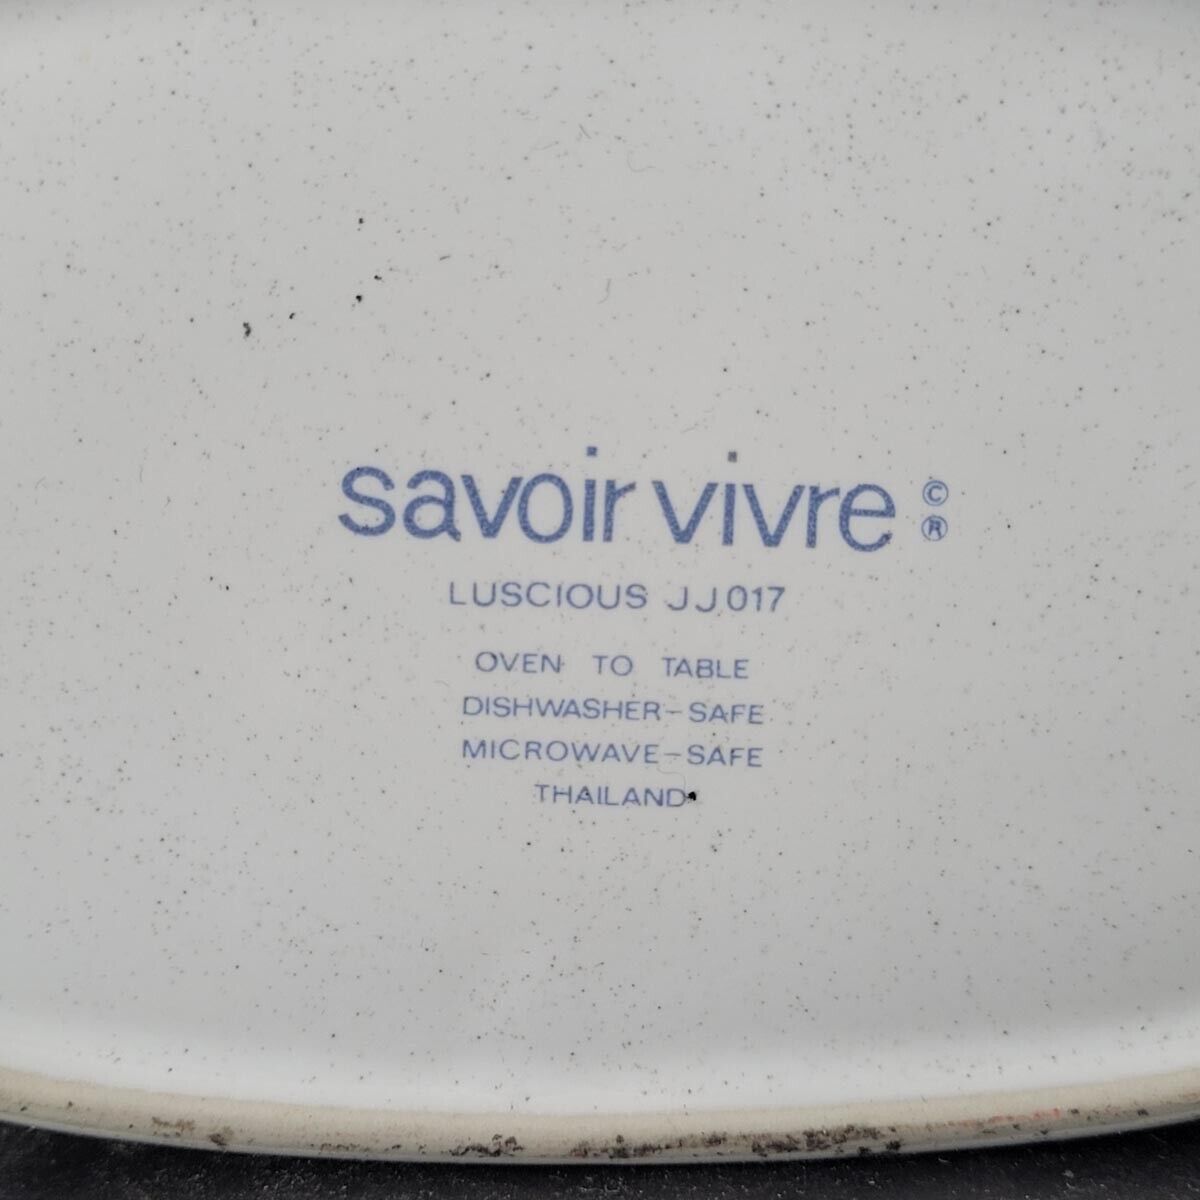 savoir vivre © ®
LUSCIOUS JJ017
OVEN TO TABLE
DISHWASHER-SAFE
MICROWAVE-SAFE
THAILAND